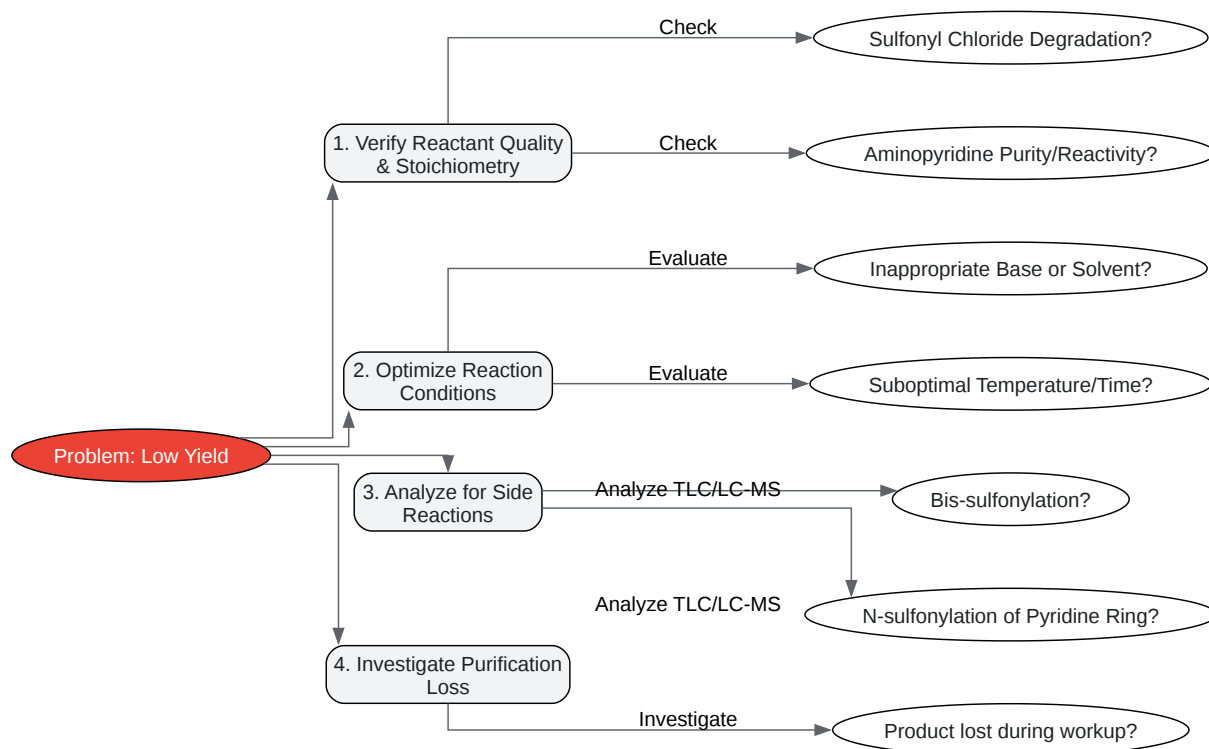 Check
Sulfonyl Chloride Degradation?
1. Verify Reactant Quality
& Stoichiometry
Check
Aminopyridine Purity/Reactivity?
Evaluate
Inappropriate Base or Solvent?
2. Optimize Reaction
Conditions
Evaluate
Suboptimal Temperature/Time?
Problem: Low Yield
3. Analyze for Side
Reactions
Analyze TLC/LC-MS
Bis-sulfonylation?
Analyze TLC/LC-MS
N-sulfonylation of Pyridine Ring?
4. Investigate Purification
Loss
Investigate
Product lost during workup?